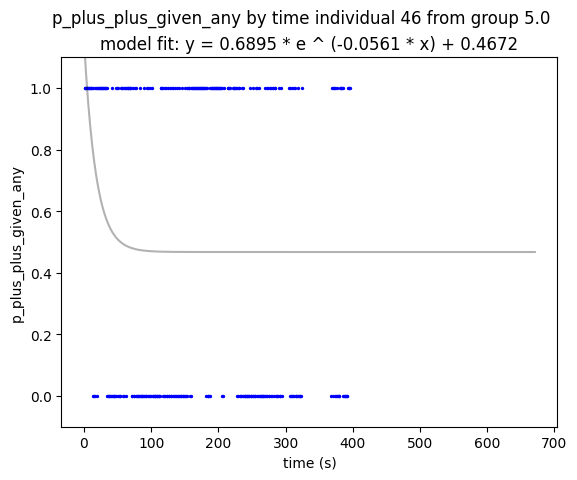 p_plus_plus_given_any by time individual 46 from group 5.0
model fit: y = 0.6895 * e ^ (-0.0561 * x) + 0.4672
1.0
0.8
0.6
0.4
0.2
0.0
p_plus_plus_given_any
0 100 200 300 400 500 600 700
time (s)